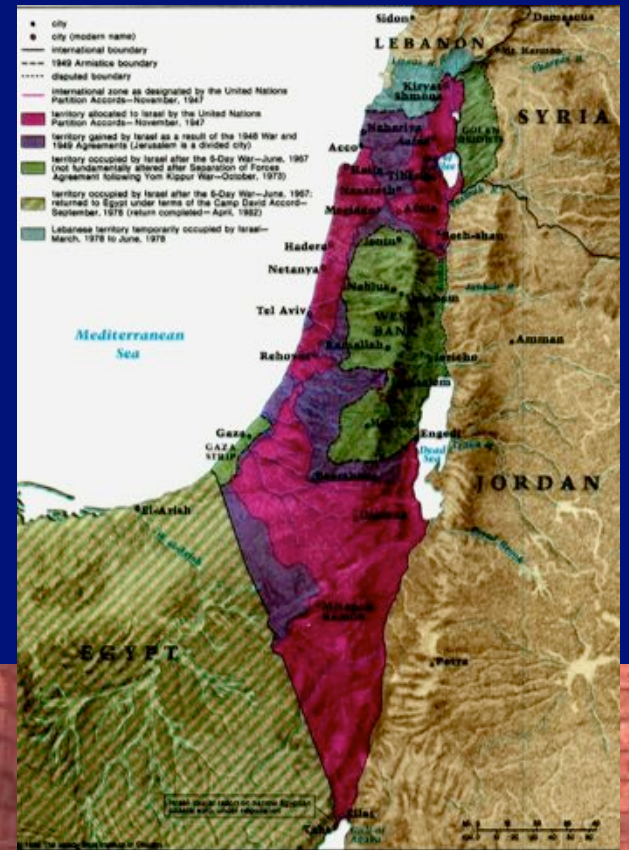 city
city (modern name)
international boundary
1949 Armistice boundary
disputed boundary
international zone as designated by the United Nations
Partition Accords—November, 1947
territory allocated to Israel by the United Nations
Partition Accords—November, 1947
territory gained by Israel as a result of the 1948 War and
1949 Agreements (Jerusalem is a divided city)
territory occupied by Israel after the 6-Day War—June, 1967
(not fundamentally altered after Separation of Forces
Agreement following Yom Kippur War—October, 1973)
territory occupied by Israel after the 6-Day War—June, 1967;
returned to Egypt under terms of the Camp David Accord—
September, 1978 (return completed—April, 1982)
Lebanese territory temporarily occupied by Israel—
March, 1978 to June, 1978
Sidon
Damascus
LEBANON
Mt. Hermon
Kiryat
Shmona
SYRIA
GOLAN
HEIGHTS
Nahariya
Acco
Nazareth
Megiddo
Beth-shan
Hadera
Jenin
Netanya
Nablus
Tel Aviv
WEST
BANK
Mediterranean
Sea
Ramallah
Amman
Rehovot
Jericho
Gaza
GAZA
STRIP
Engedi
Dead
Sea
JORDAN
El-Arish
Mitzpeh
Ramon
EGYPT
Petra
Eilat
Taba